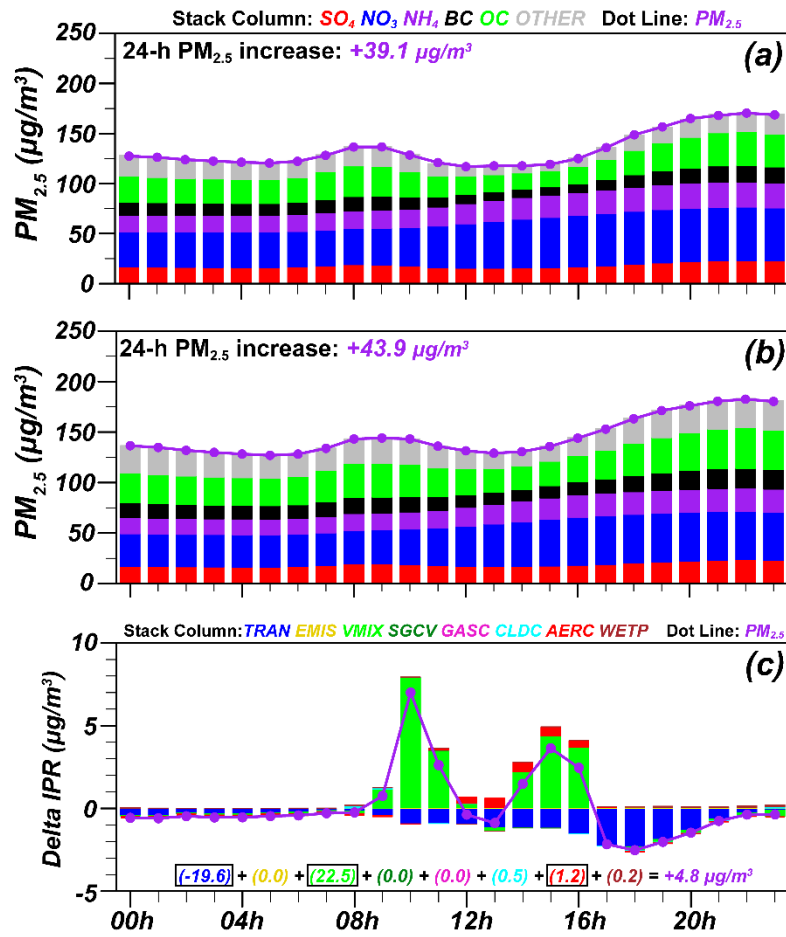 Stack Column: SO₄ NO₃ NH₄ BC OC OTHER Dot Line: PM₂.₅
250
24-h PM₂.₅ increase: +39.1 µg/m³
(a)
200
150
100
50
0
PM₂.₅ (µg/m³)
250
24-h PM₂.₅ increase: +43.9 µg/m³
(b)
200
150
100
50
0
PM₂.₅ (µg/m³)
Stack Column: TRAN EMIS VMIX SGCV GASC CLDC AERC WETP Dot Line: PM₂.₅
10
(c)
5
0
-5
Delta IPR (µg/m³)
(-19.6) + (0.0) + (22.5) + (0.0) + (0.0) + (0.5) + (1.2) + (0.2) = +4.8 µg/m³
00h 04h 08h 12h 16h 20h